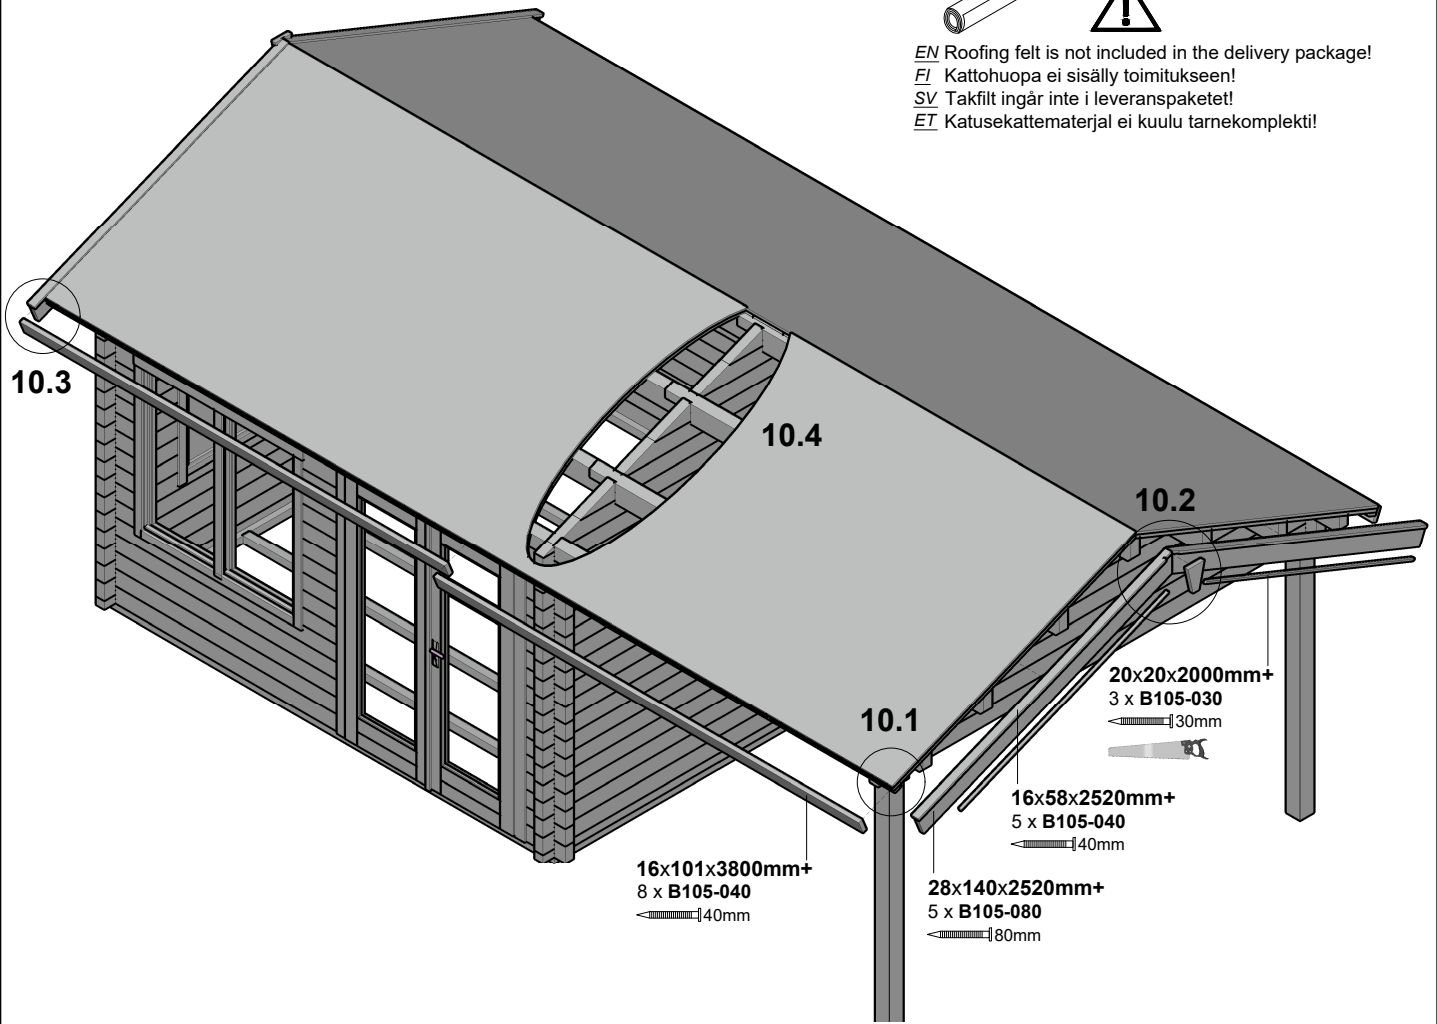 EN Roofing felt is not included in the delivery package!
FI Kattohuopa ei sisälly toimitukseen!
SV Takfilt ingår inte i leveranspaketet!
ET Katusekattematerjal ei kuulu tarnekomplekti!
10.3
10.4
10.2
10.1
20x20x2000mm+
3 x B105-030
30mm
16x58x2520mm+
5 x B105-040
40mm
16x101x3800mm+
8 x B105-040
40mm
28x140x2520mm+
5 x B105-080
80mm